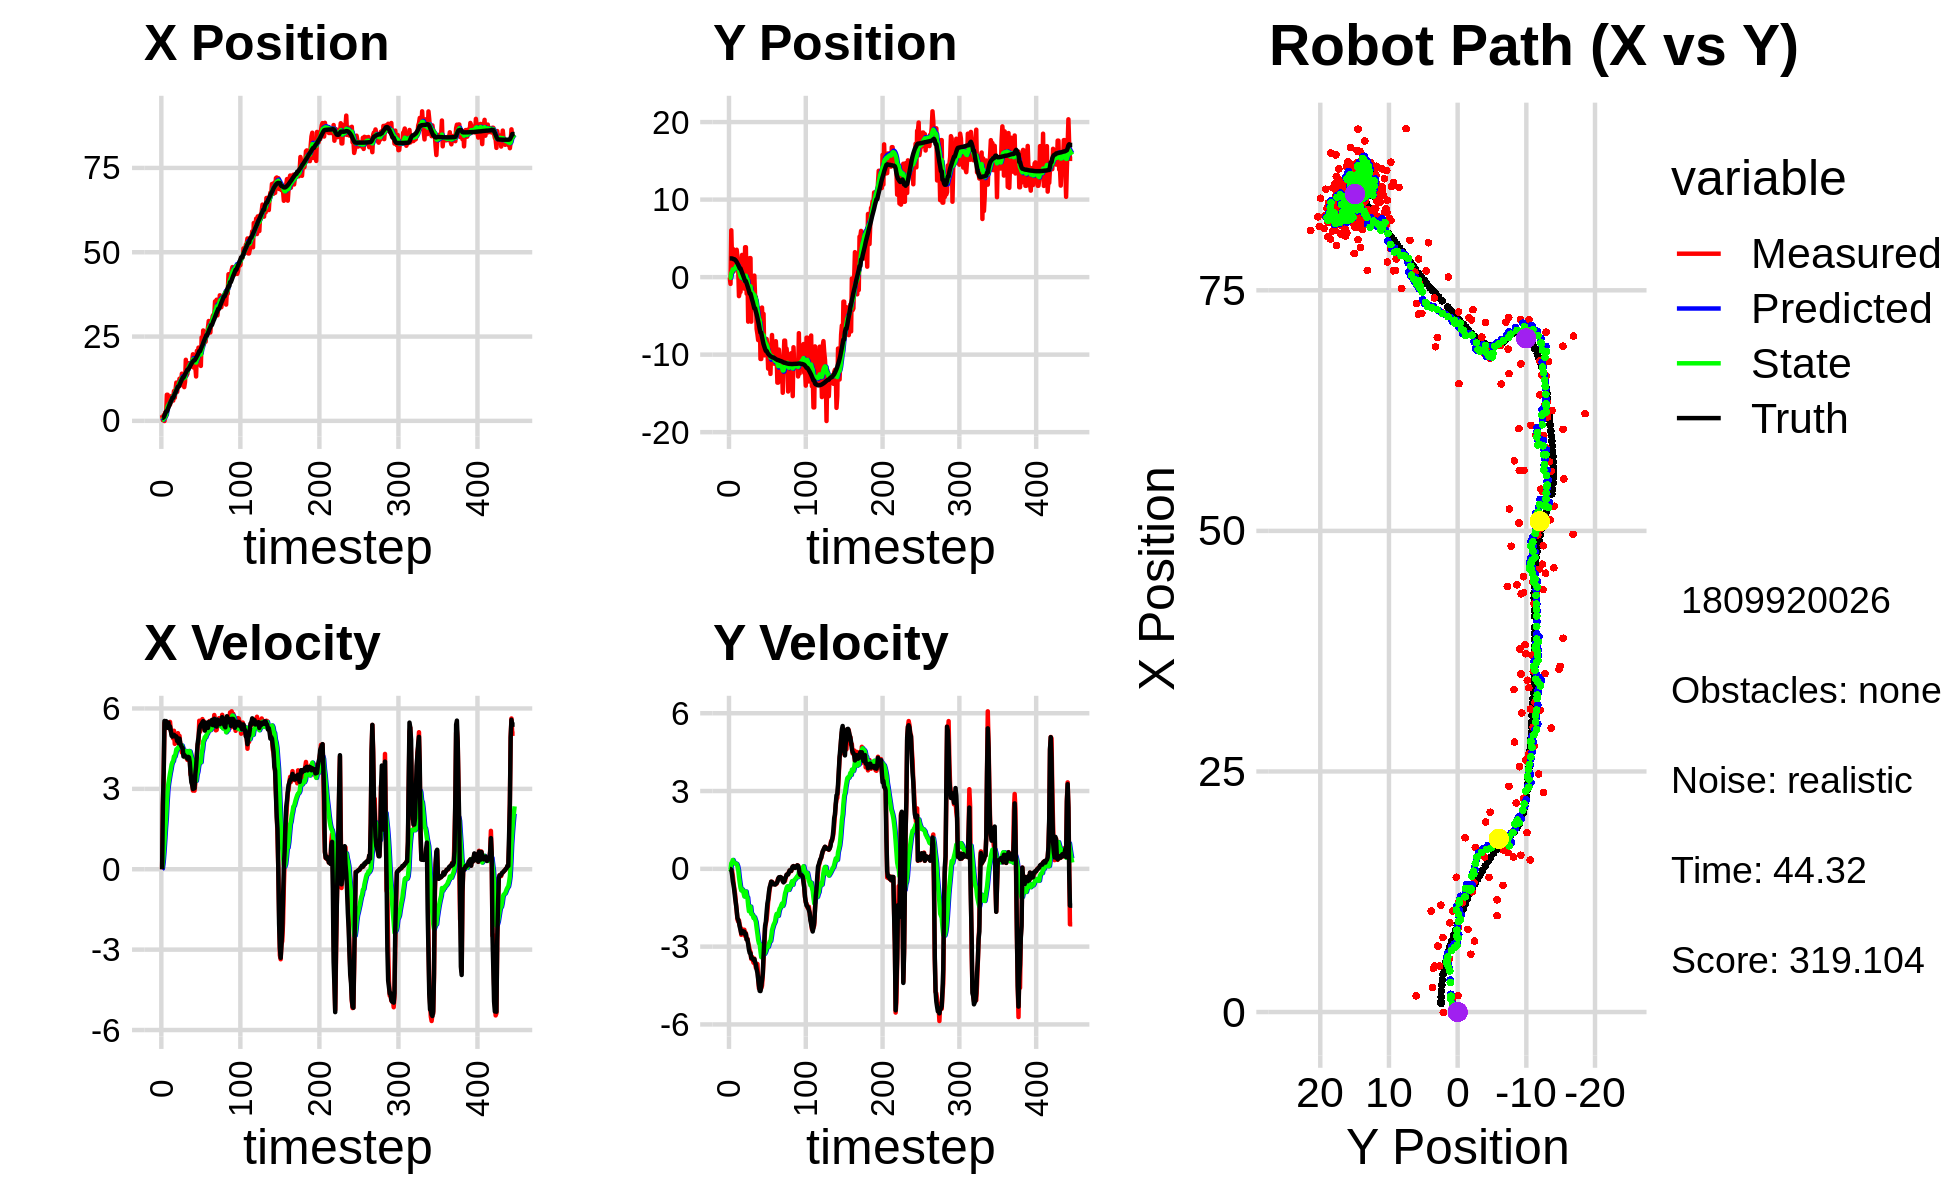 X Position
75
50
25
0
0
100
200
300
400
timestep
Y Position
20
10
0
-10
-20
0
100
200
300
400
timestep
X Velocity
6
3
0
-3
-6
0
100
200
300
400
timestep
Y Velocity
6
3
0
-3
-6
0
100
200
300
400
timestep
Robot Path (X vs Y)
X Position
75
50
25
0
20 10 0 -10 -20
Y Position
variable
Measured
Predicted
State
Truth
1809920026
Obstacles: none
Noise: realistic
Time: 44.32
Score: 319.104